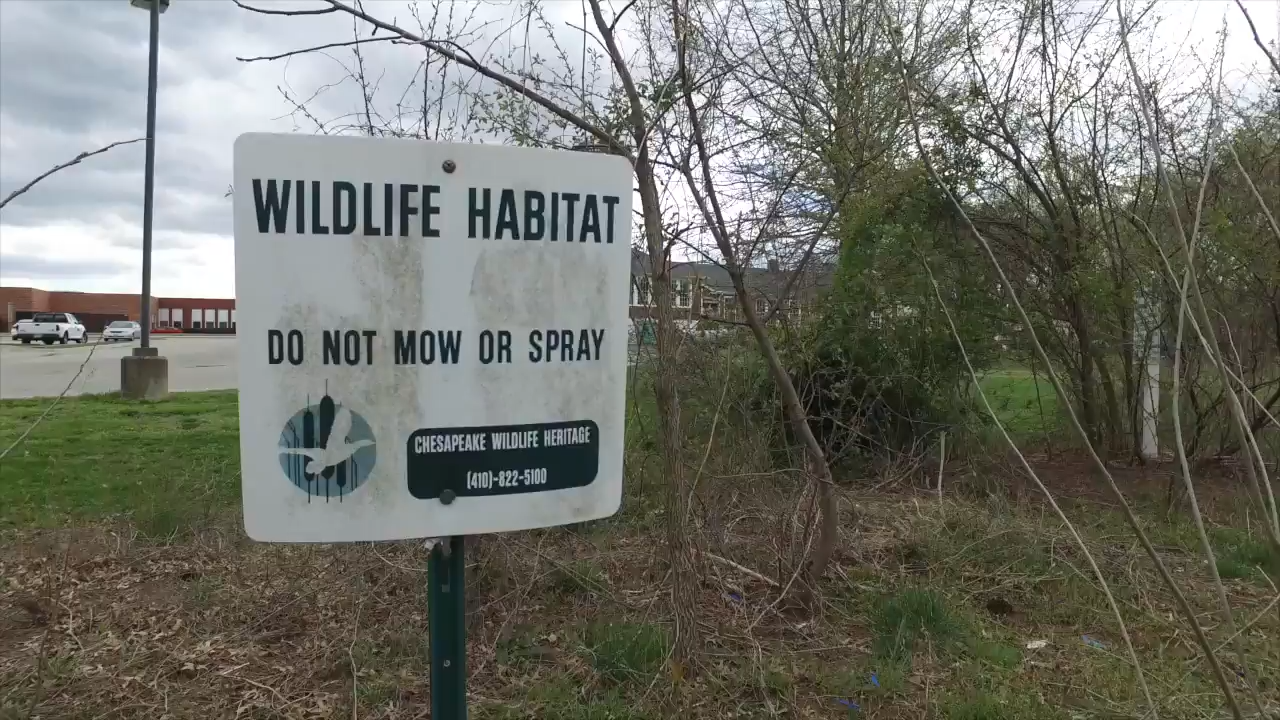 WILDLIFE HABITAT
DO NOT MOW OR SPRAY
CHESAPEAKE WILDLIFE HERITAGE
(410)-822-5100